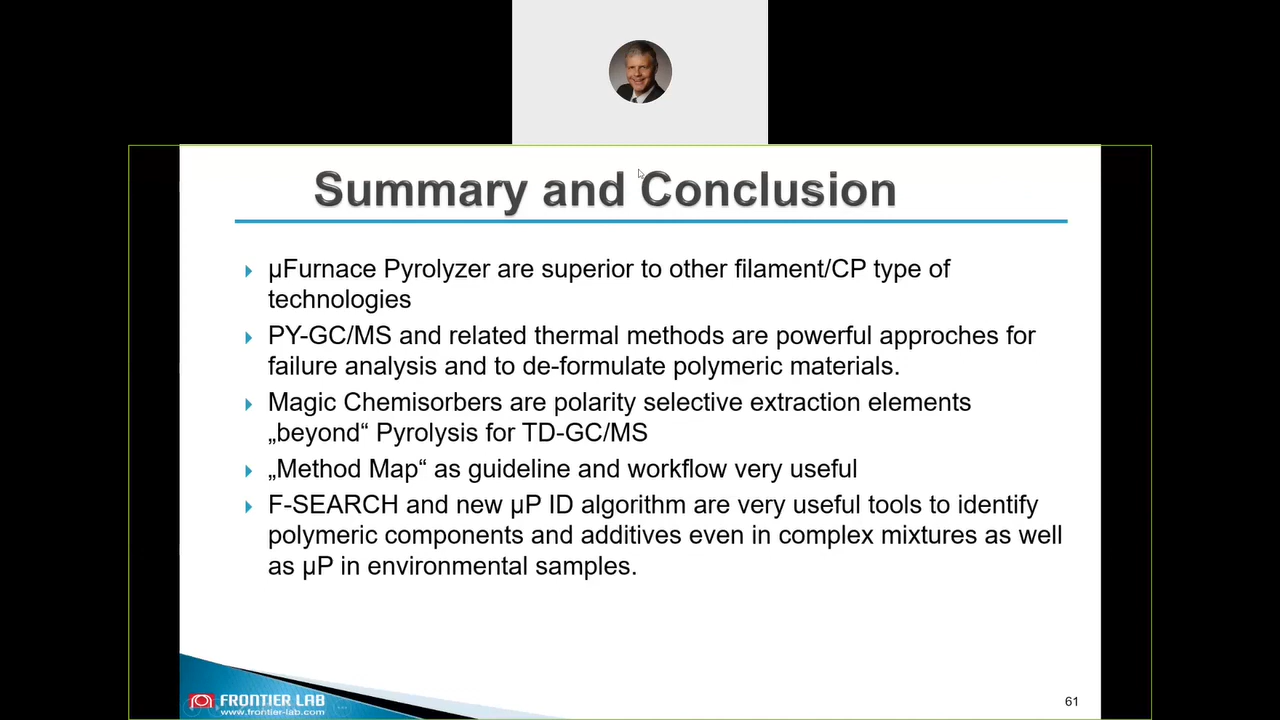 Summary and Conclusion
µFurnace Pyrolyzer are superior to other filament/CP type of
technologies
PY-GC/MS and related thermal methods are powerful approches for
failure analysis and to de-formulate polymeric materials.
Magic Chemisorbers are polarity selective extraction elements
„beyond“ Pyrolysis for TD-GC/MS
„Method Map“ as guideline and workflow very useful
F-SEARCH and new µP ID algorithm are very useful tools to identify
polymeric components and additives even in complex mixtures as well
as µP in environmental samples.
FRONTIER LAB
www.frontier-lab.com
61